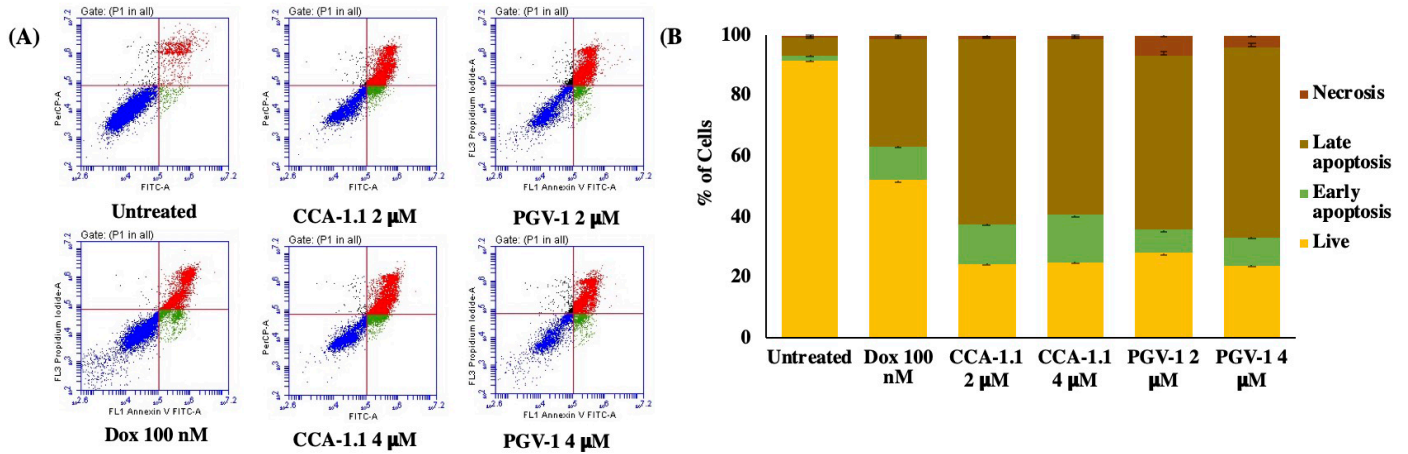 (A)
Gate: (P1 in all)
PerCP-A
FITC-A
Untreated
Gate: (P1 in all)
PerCP-A
FITC-A
CCA-1.1 2 μM
Gate: (P1 in all)
FL3 Propidium Iodide-A
FL1 Annexin V FITC-A
PGV-1 2 μM
Gate: (P1 in all)
FL3 Propidium Iodide-A
FL1 Annexin V FITC-A
Dox 100 nM
Gate: (P1 in all)
PerCP-A
FITC-A
CCA-1.1 4 μM
Gate: (P1 in all)
FL3 Propidium Iodide-A
FL1 Annexin V FITC-A
PGV-1 4 μM
(B
% of Cells
100
80
60
40
20
0
Untreated
Dox 100
nM
CCA-1.1
2 μM
CCA-1.1
4 μM
PGV-1 2
μM
PGV-1 4
μM
Necrosis
Late
apoptosis
Early
apoptosis
Live